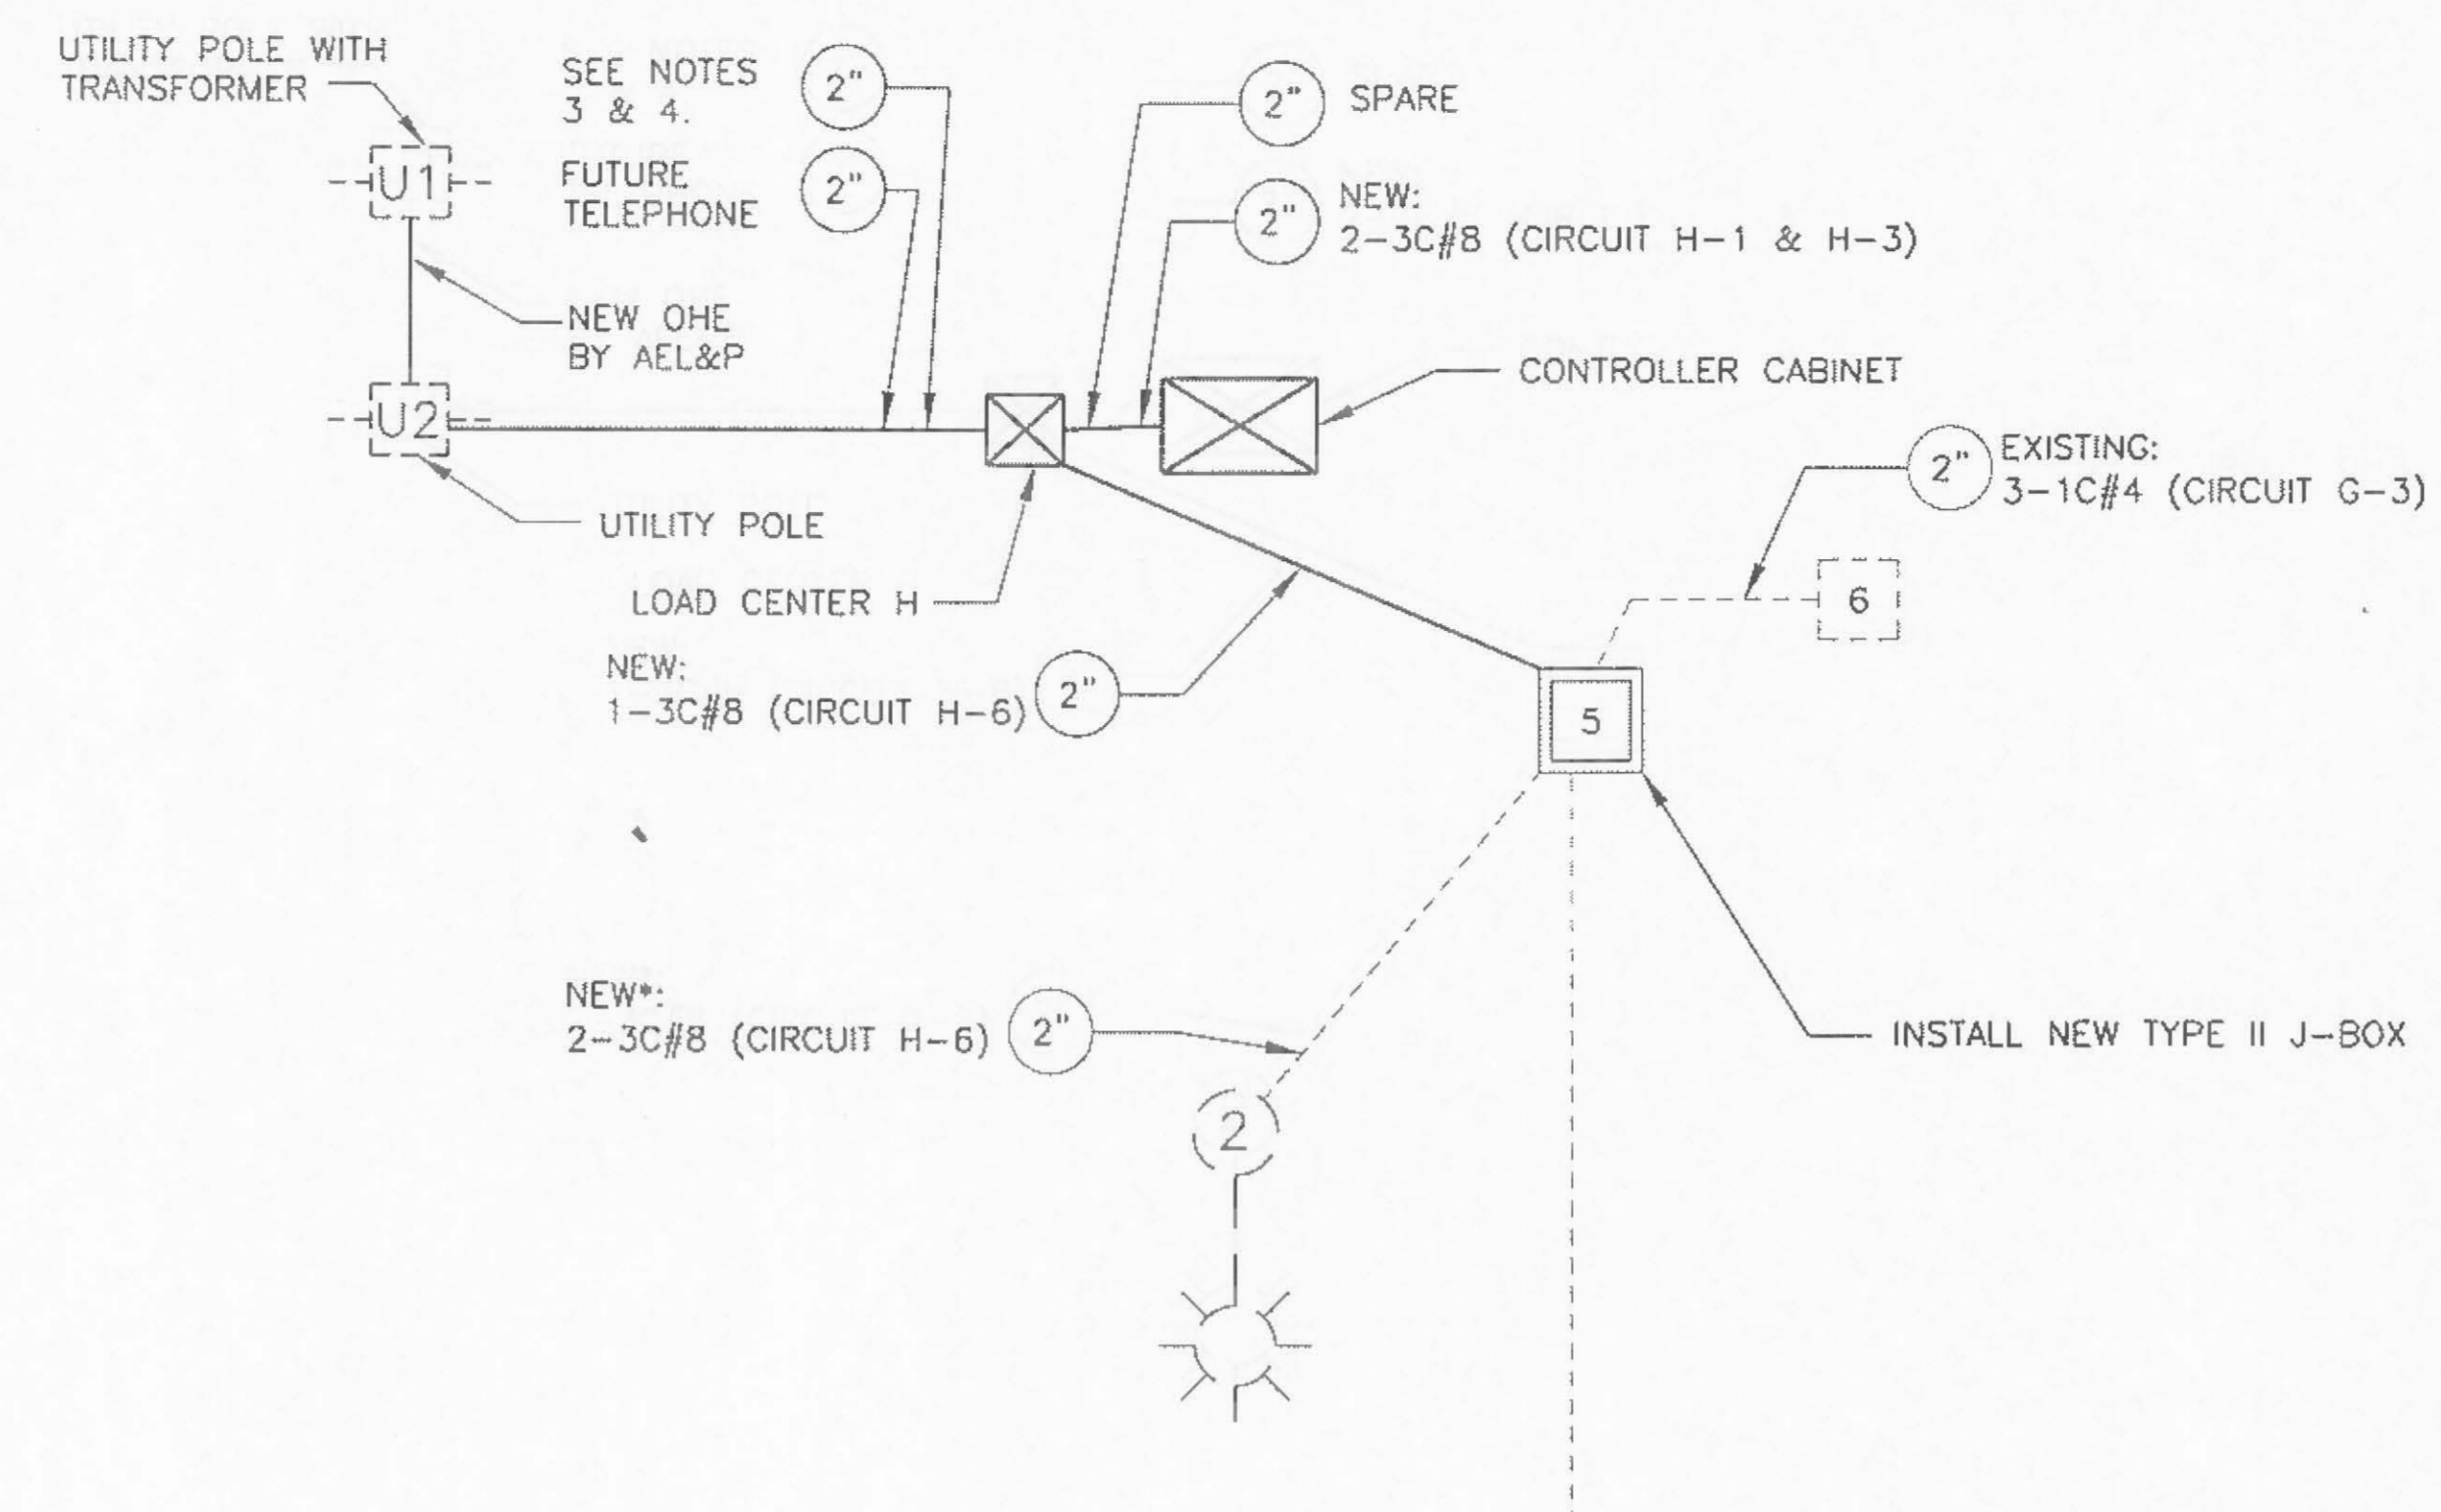 UTILITY POLE WITH
TRANSFORMER
U1
SEE NOTES
3 & 4.
2"
FUTURE
TELEPHONE
2"
2" SPARE
2"
NEW:
2-3C#8 (CIRCUIT H-1 & H-3)
NEW OHE
BY AEL&P
U2
CONTROLLER CABINET
UTILITY POLE
2"
EXISTING:
3-1C#4 (CIRCUIT G-3)
LOAD CENTER H
6
NEW:
1-3C#8 (CIRCUIT H-6)
2"
5
NEW*:
2-3C#8 (CIRCUIT H-6)
2"
INSTALL NEW TYPE II J-BOX
2